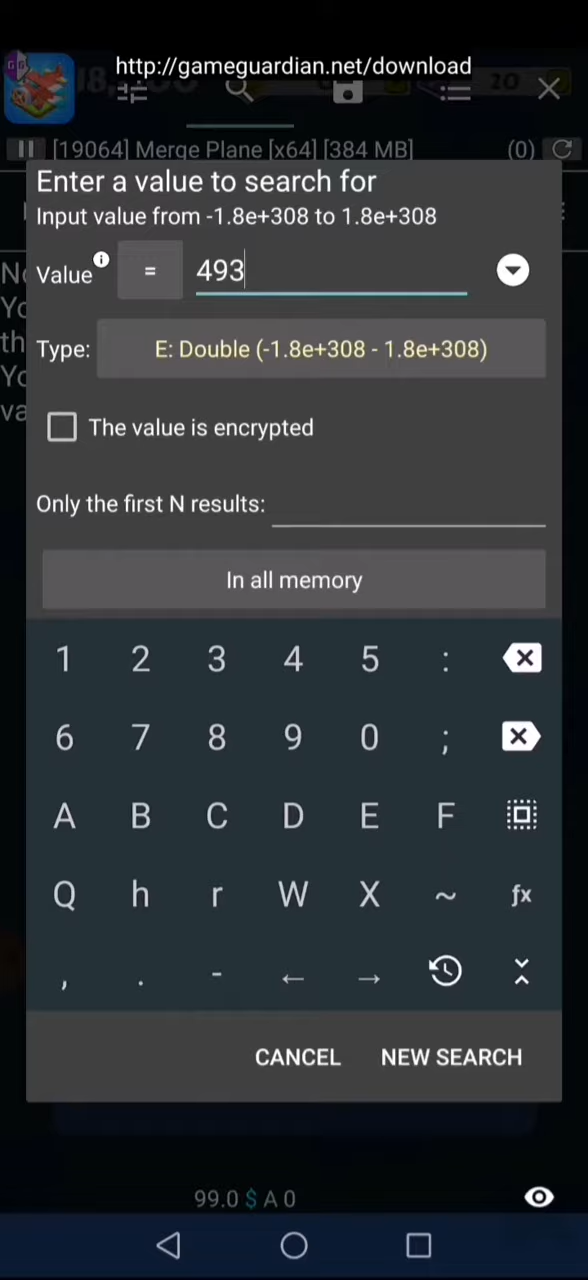 http://gameguardian.net/download
20
[19064] Merge Plane [x64] [384 MB]
(0)
Enter a value to search for
Input value from -1.8e+308 to 1.8e+308
Value
i
=
493
Type:
E: Double (-1.8e+308 - 1.8e+308)
The value is encrypted
Only the first N results:
In all memory
1 2 3 4 5 :
6 7 8 9 0 ;
A B C D E F
Q h r W X ~ fx
, . - ← →
CANCEL NEW SEARCH
99.0 $ A 0